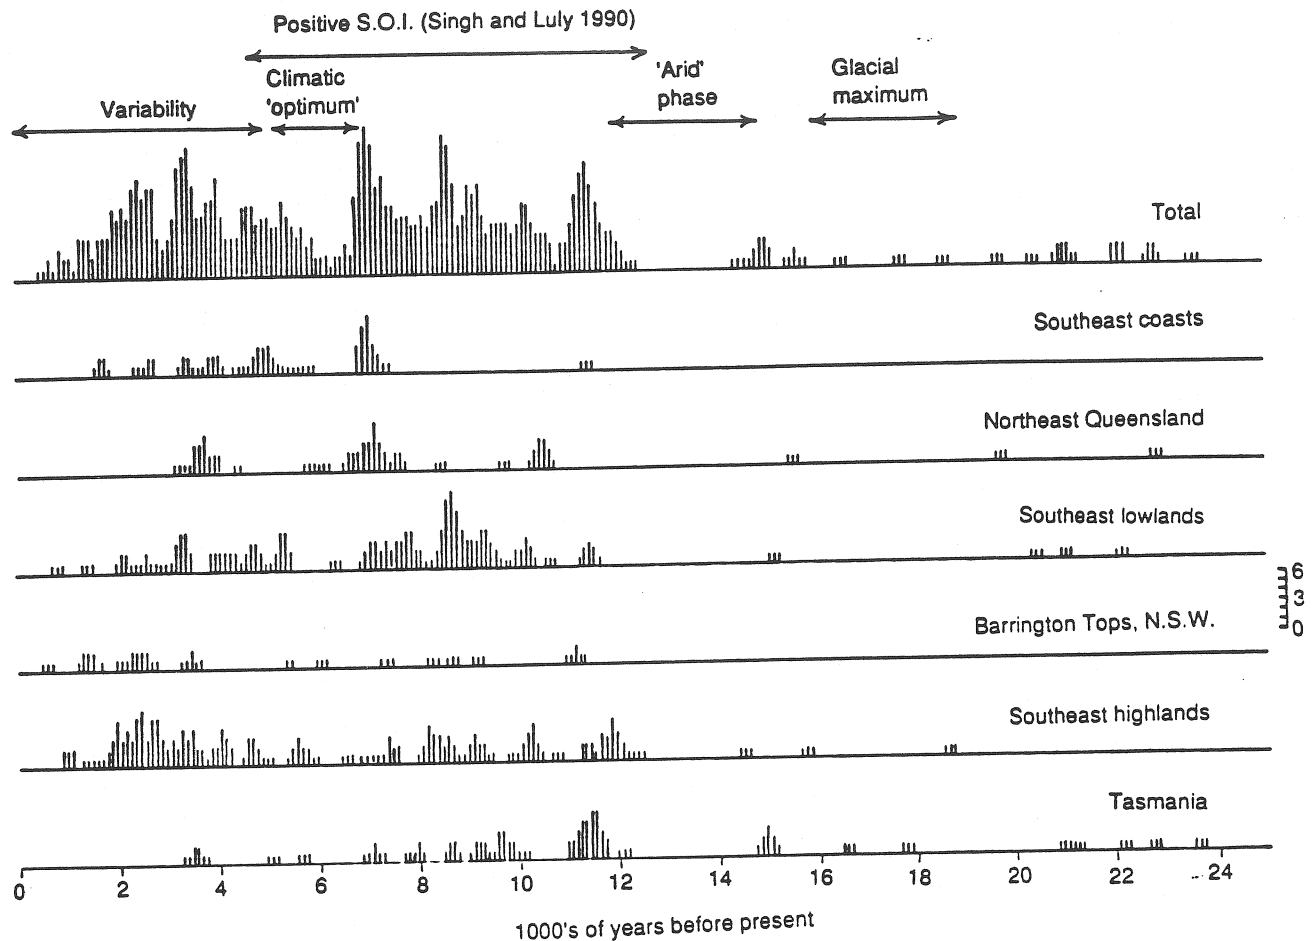 Positive S.O.I. (Singh and Luly 1990)
Climatic
'optimum'
'Arid'
phase
Glacial
maximum
Variability
Total
Southeast coasts
Northeast Queensland
Southeast lowlands
6
3
0
Barrington Tops, N.S.W.
Southeast highlands
Tasmania
0 2 4 6 8 10 12 14 16 18 20 22 24
1000's of years before present